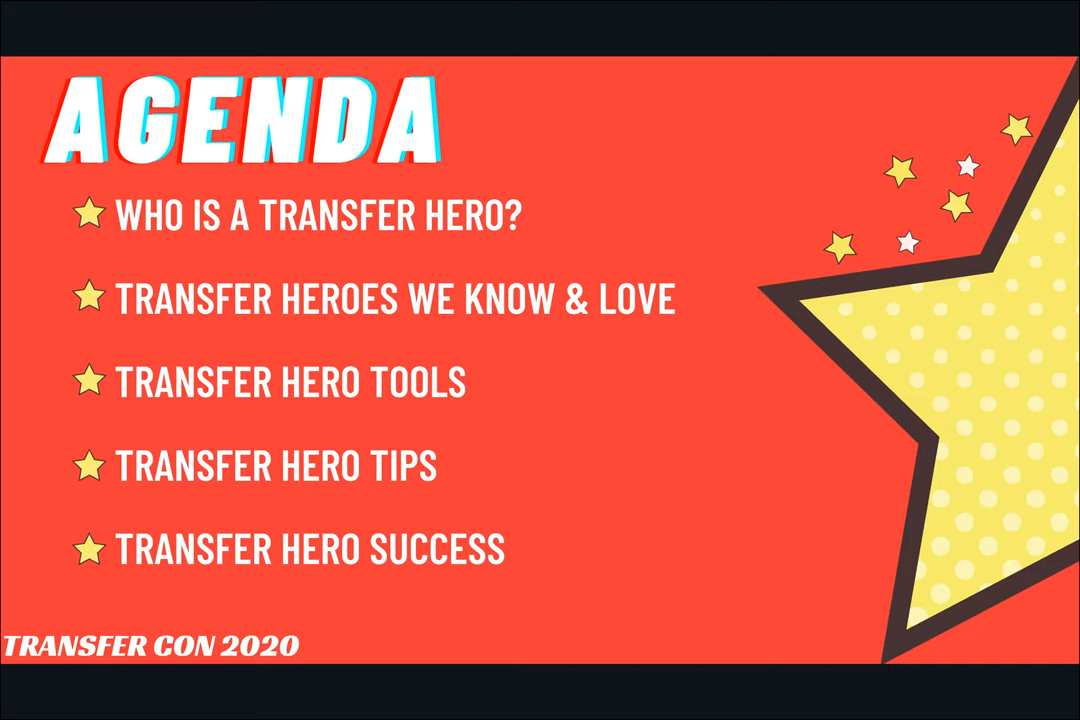 AGENDA
WHO IS A TRANSFER HERO?
TRANSFER HEROES WE KNOW & LOVE
TRANSFER HERO TOOLS
TRANSFER HERO TIPS
TRANSFER HERO SUCCESS
TRANSFER CON 2020